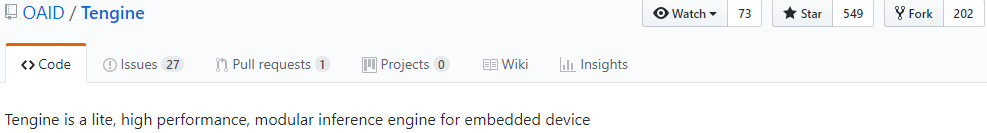 OAID / Tengine Watch 73 Star 549 Fork 202
Code Issues 27 Pull requests 1 Projects 0 Wiki Insights
Tengine is a lite, high performance, modular inference engine for embedded device